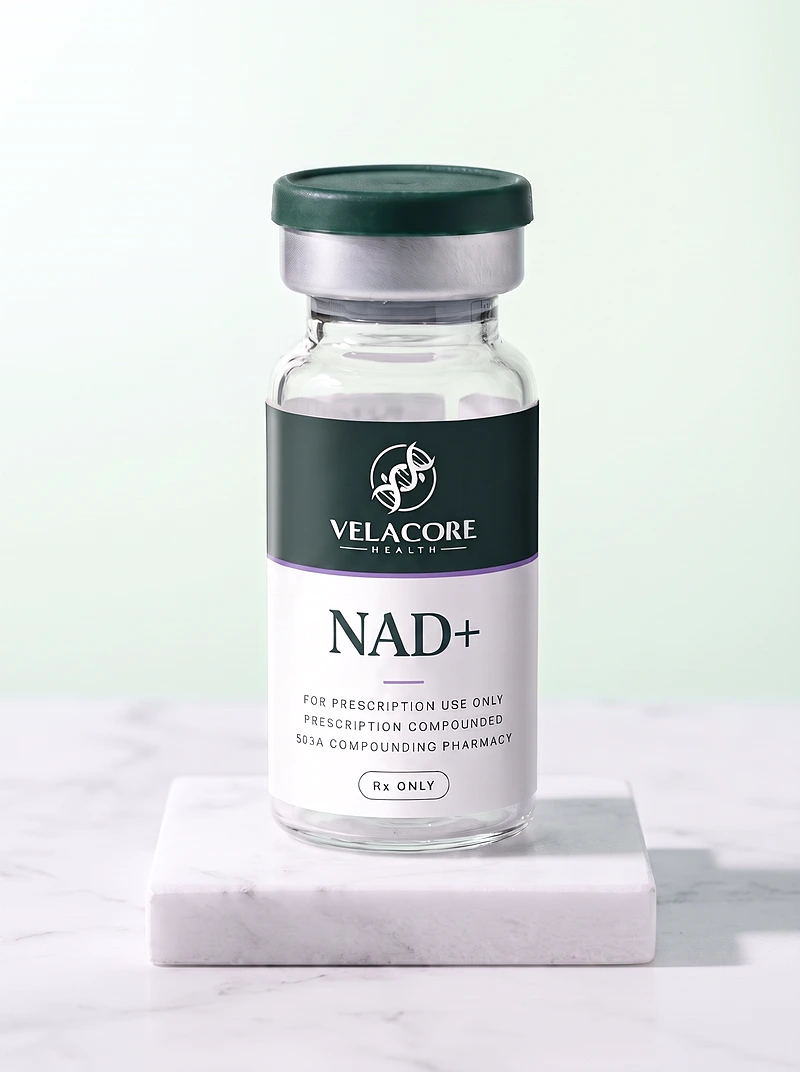 VELACORE
HEALTH
NAD+
FOR PRESCRIPTION USE ONLY
PRESCRIPTION COMPOUNDED
503A COMPOUNDING PHARMACY
Rx ONLY